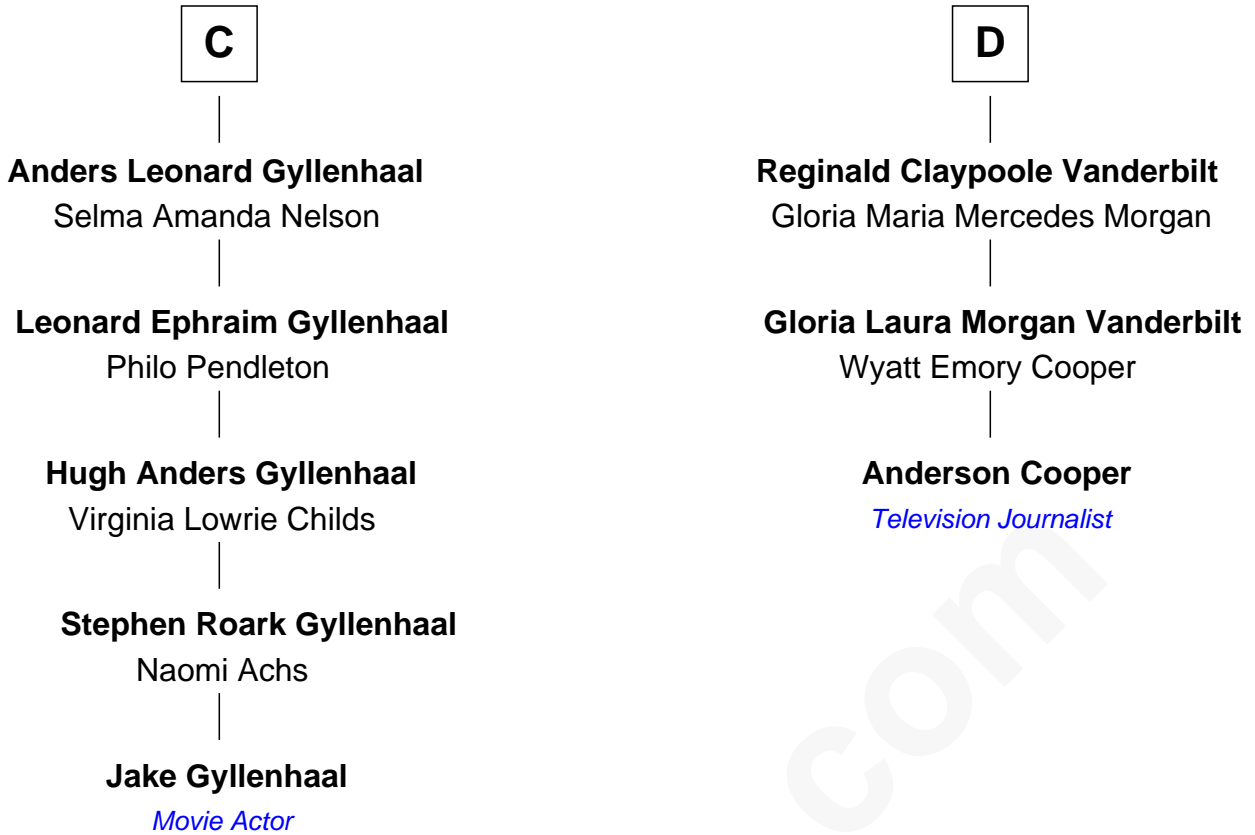 C
Anders Leonard Gyllenhaal
Selma Amanda Nelson
Leonard Ephraim Gyllenhaal
Philo Pendleton
Hugh Anders Gyllenhaal
Virginia Lowrie Childs
Stephen Roark Gyllenhaal
Naomi Achs
Jake Gyllenhaal
Movie Actor
D
Reginald Claypoole Vanderbilt
Gloria Maria Mercedes Morgan
Gloria Laura Morgan Vanderbilt
Wyatt Emory Cooper
Anderson Cooper
Television Journalist
com